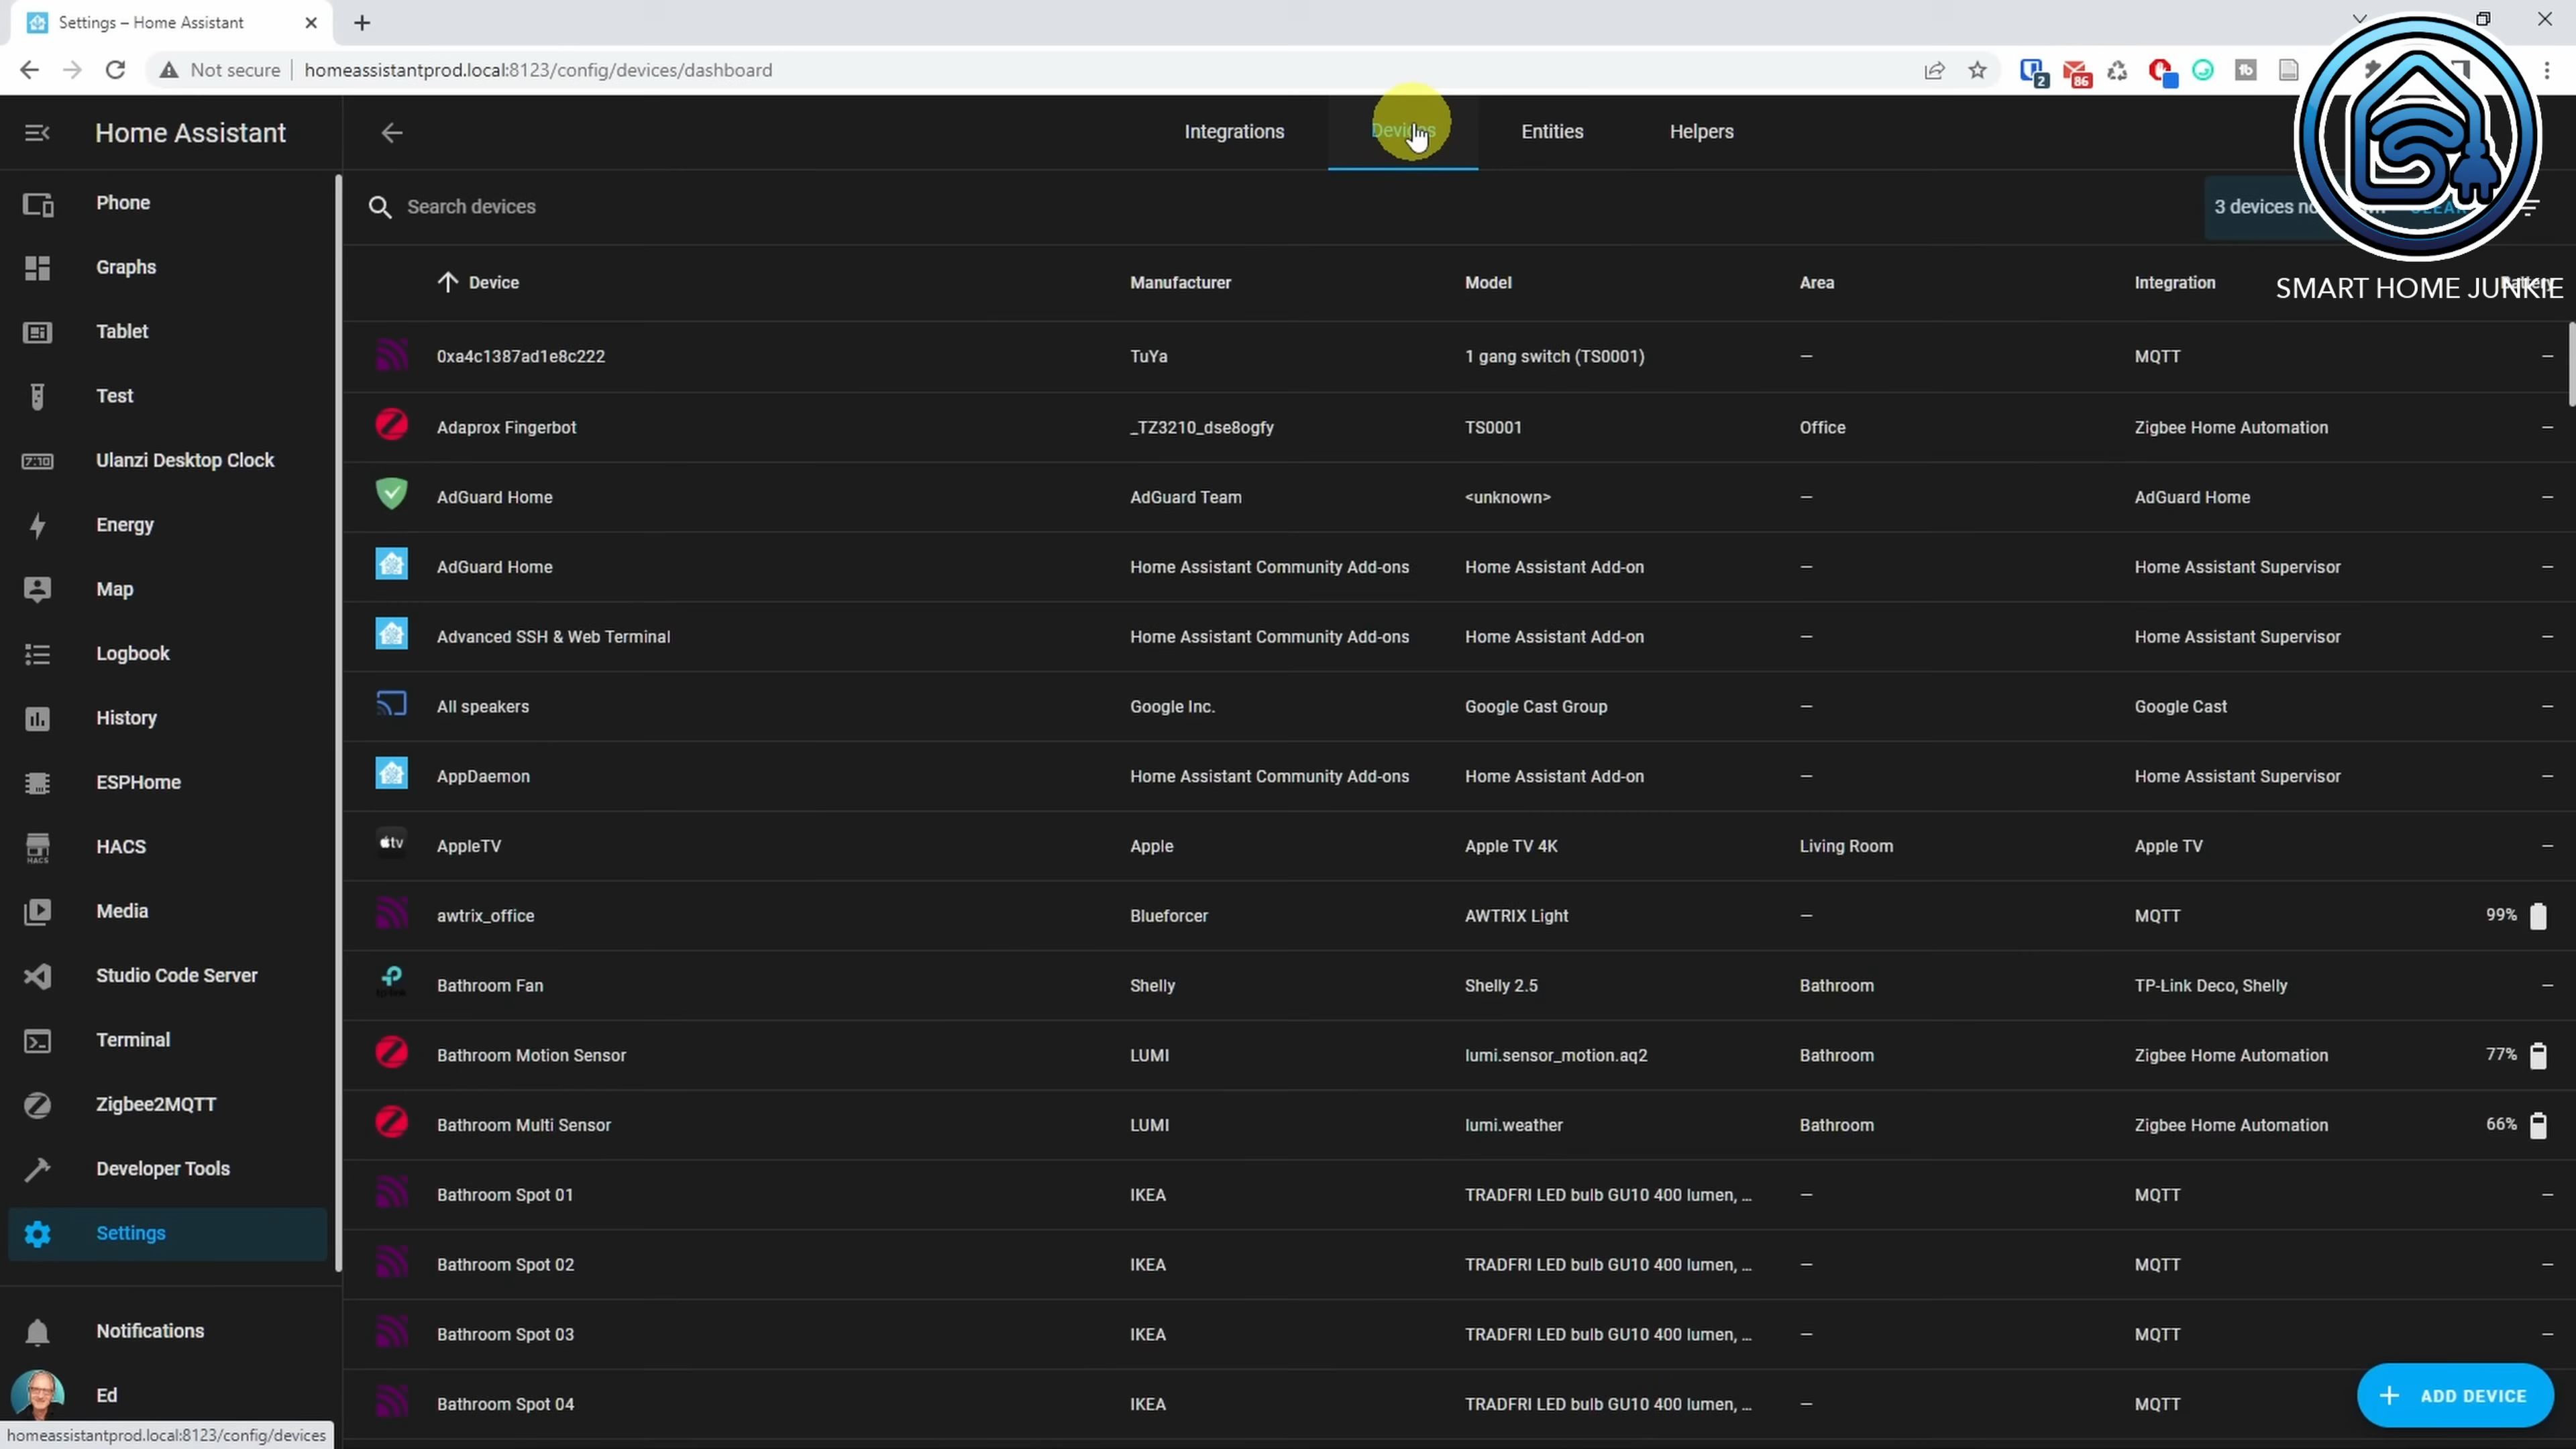 Settings – Home Assistant
Not secure homeassistantprod.local:8123/config/devices/dashboard
2
86
Home Assistant
Integrations Devices Entities Helpers
Search devices
3 devices
CLEAR
SMART HOME JUNKIE
Device Manufacturer Model Area Integration Battery
0xa4c1387ad1e8c222 TuYa 1 gang switch (TS0001) – MQTT –
Adaprox Fingerbot _TZ3210_dse8ogfy TS0001 Office Zigbee Home Automation –
AdGuard Home AdGuard Team <unknown> – AdGuard Home –
AdGuard Home Home Assistant Community Add-ons Home Assistant Add-on – Home Assistant Supervisor –
Advanced SSH & Web Terminal Home Assistant Community Add-ons Home Assistant Add-on – Home Assistant Supervisor –
All speakers Google Inc. Google Cast Group – Google Cast –
AppDaemon Home Assistant Community Add-ons Home Assistant Add-on – Home Assistant Supervisor –
tv AppleTV Apple Apple TV 4K Living Room Apple TV –
awtrix_office Blueforcer AWTRIX Light – MQTT 99%
Bathroom Fan Shelly Shelly 2.5 Bathroom TP-Link Deco, Shelly –
Bathroom Motion Sensor LUMI lumi.sensor_motion.aq2 Bathroom Zigbee Home Automation 77%
Bathroom Multi Sensor LUMI lumi.weather Bathroom Zigbee Home Automation 66%
Bathroom Spot 01 IKEA TRADFRI LED bulb GU10 400 lumen, ... – MQTT –
Bathroom Spot 02 IKEA TRADFRI LED bulb GU10 400 lumen, ... – MQTT –
Bathroom Spot 03 IKEA TRADFRI LED bulb GU10 400 lumen, ... – MQTT –
Bathroom Spot 04 IKEA TRADFRI LED bulb GU10 400 lumen, ... – MQTT
ADD DEVICE
Phone
Graphs
Tablet
Test
7:10 Ulanzi Desktop Clock
Energy
Map
Logbook
History
ESPHome
HACS HACS
Media
Studio Code Server
Terminal
Zigbee2MQTT
Developer Tools
Settings
Notifications
Ed
homeassistantprod.local:8123/config/devices